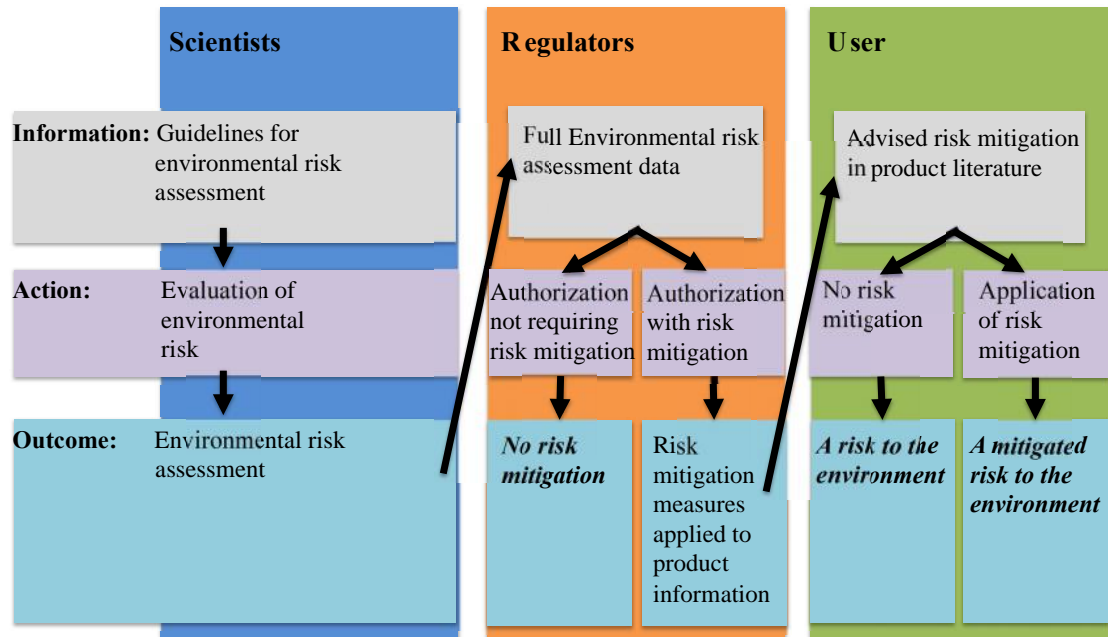 Scientists
Regulators
User
Information: Guidelines for
environmental risk
assessment
Full Environmental risk
assessment data
Advised risk mitigation
in product literature
Action:
Evaluation of
environmental
risk
Authorization
not requiring
risk mitigation
Authorization
with risk
mitigation
No risk
mitigation
Application
of risk
mitigation
Outcome:
Environmental risk
assessment
No risk
mitigation
Risk
mitigation
measures
applied to
product
information
A risk to the
environment
A mitigated
risk to the
environment